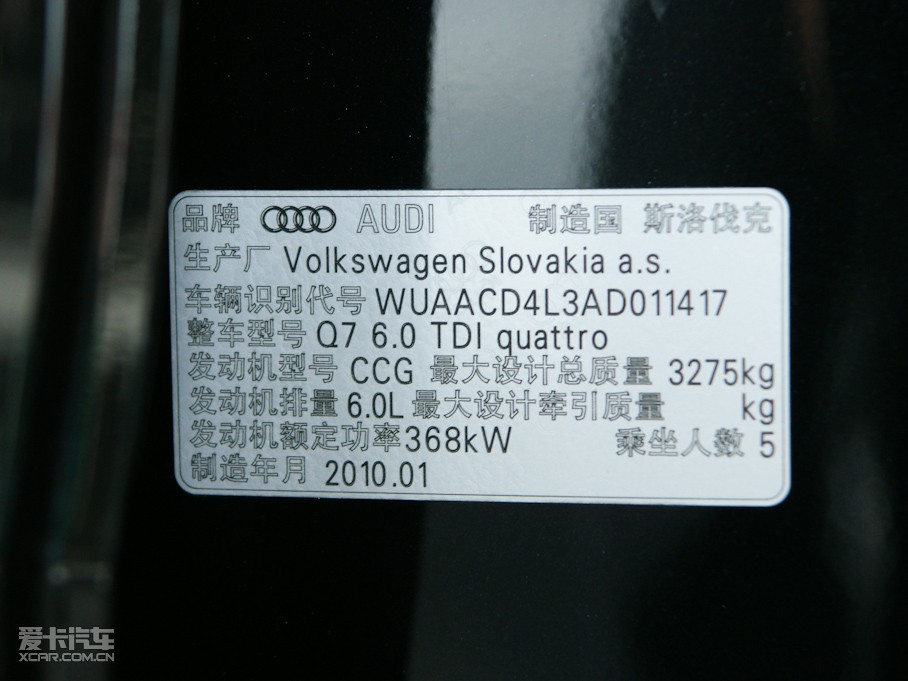 品牌 AUDI 制造国 斯洛伐克
生产厂 Volkswagen Slovakia a.s.
车辆识别代号 WUAACD4L3AD011417
整车型号 Q7 6.0 TDI quattro
发动机型号 CCG 最大设计总质量 3275kg
发动机排量 6.0L 最大设计牵引质量 kg
发动机额定功率 368kW 乘坐人数 5
制造年月 2010.01
爱卡汽车
XCAR.COM.CN